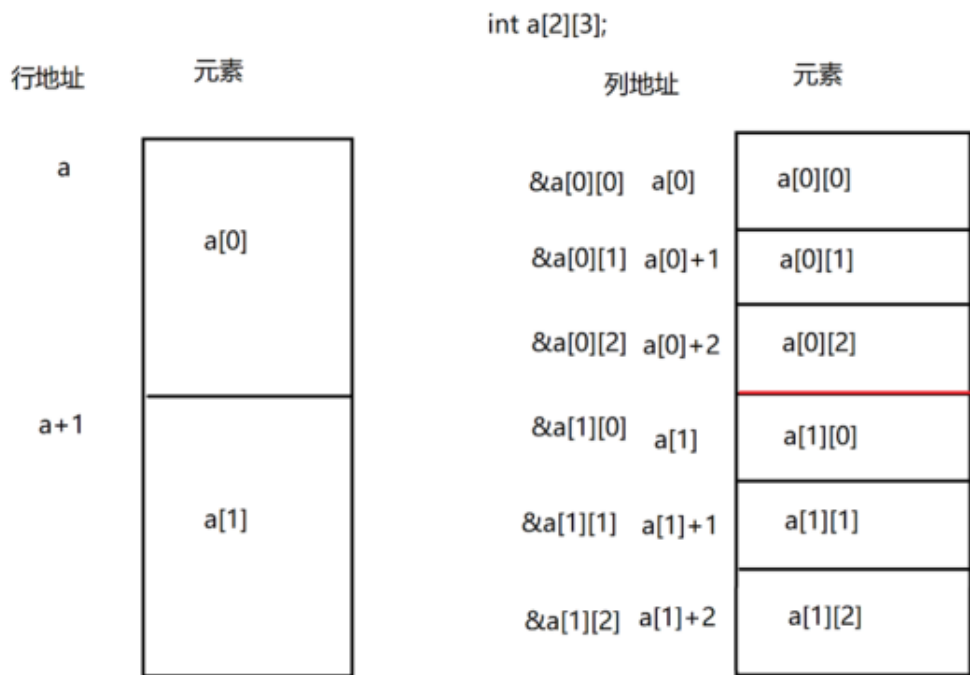 int a[2][3];
行地址 元素 列地址 元素
a &a[0][0] a[0] a[0][0]
a[0] &a[0][1] a[0]+1 a[0][1]
&a[0][2] a[0]+2 a[0][2]
a+1 &a[1][0] a[1] a[1][0]
a[1] &a[1][1] a[1]+1 a[1][1]
&a[1][2] a[1]+2 a[1][2]